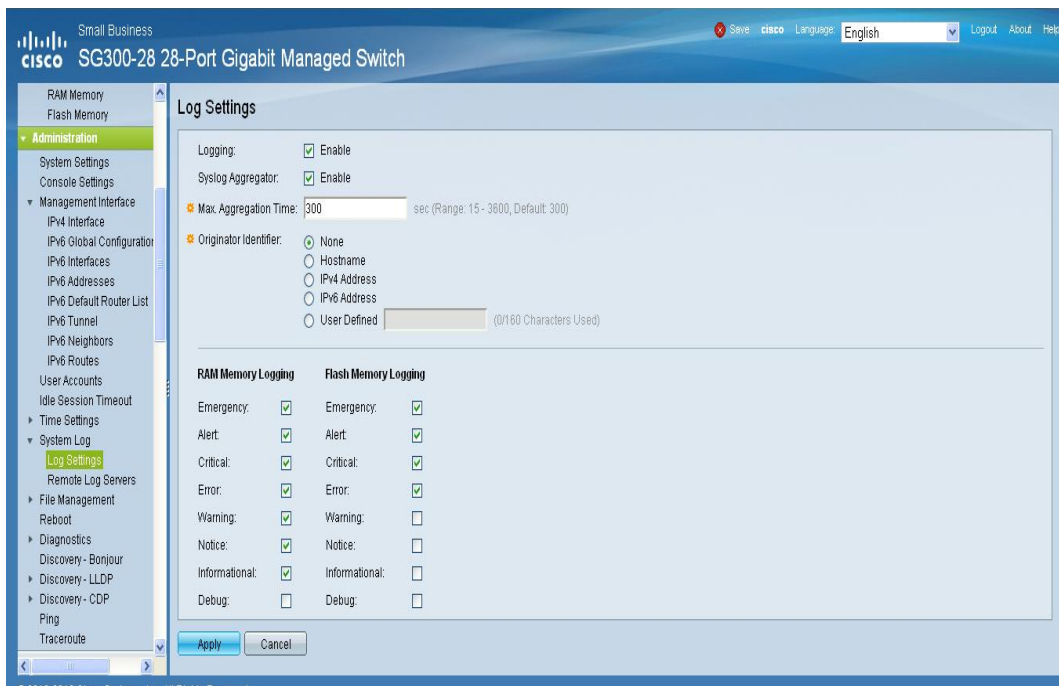 Small Business
CISCO SG300-28 28-Port Gigabit Managed Switch
Save cisco Language: English Logout About Help
RAM Memory
Flash Memory
Administration
System Settings
Console Settings
Management Interface
IPv4 Interface
IPv6 Global Configuration
IPv6 Interfaces
IPv6 Addresses
IPv6 Default Router List
IPv6 Tunnel
IPv6 Neighbors
IPv6 Routes
User Accounts
Idle Session Timeout
Time Settings
System Log
Log Settings
Remote Log Servers
File Management
Reboot
Diagnostics
Discovery - Bonjour
Discovery - LLDP
Discovery - CDP
Ping
Traceroute
Log Settings
Logging: Enable
Syslog Aggregator: Enable
Max. Aggregation Time: 300 sec (Range: 15 - 3600, Default: 300)
Originator Identifier: None
Hostname
IPv4 Address
IPv6 Address
User Defined (0/160 Characters Used)
RAM Memory Logging Flash Memory Logging
Emergency: Emergency:
Alert: Alert:
Critical: Critical:
Error: Error:
Warning: Warning:
Notice: Notice:
Informational: Informational:
Debug: Debug:
Apply Cancel